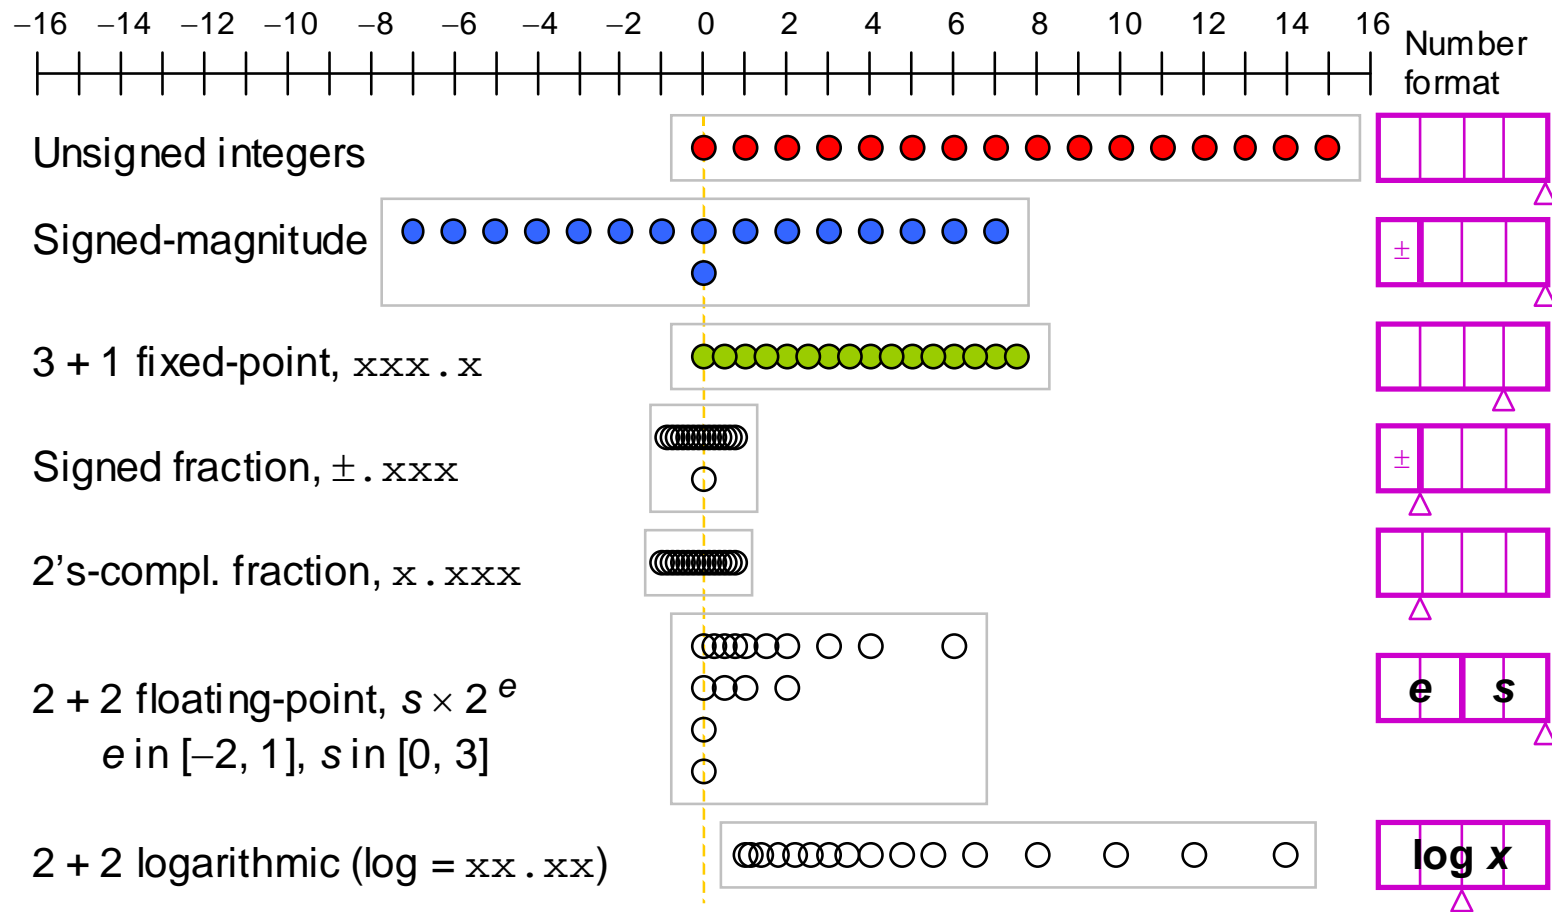 −16 −14 −12 −10 −8 −6 −4 −2 0 2 4 6 8 10 12 14 16
Number
format
Unsigned integers
Signed-magnitude
±
3 + 1 fixed-point, xxx.x
Signed fraction, ±.xxx
±
2's-compl. fraction, x.xxx
2 + 2 floating-point, s × 2 e
e s
e in [−2, 1], s in [0, 3]
2 + 2 logarithmic (log = xx.xx)
log x